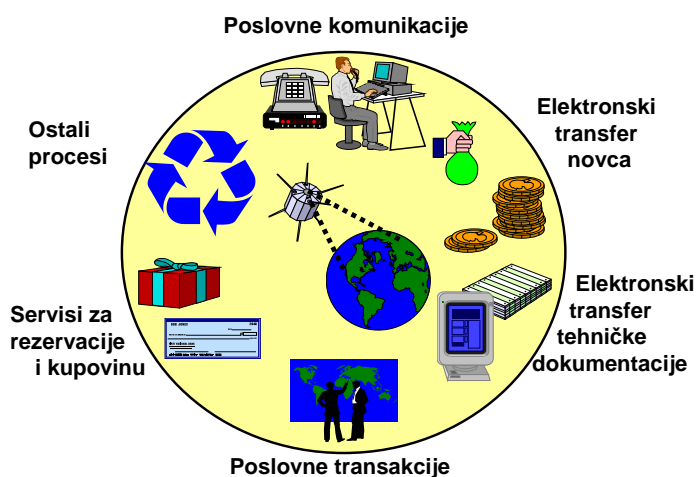 Poslovne komunikacije
Elektronski
transfer
novca
Ostali
procesi
Elektronski
transfer
tehničke
dokumentacije
Servisi za
rezervacije
i kupovinu
Poslovne transakcije